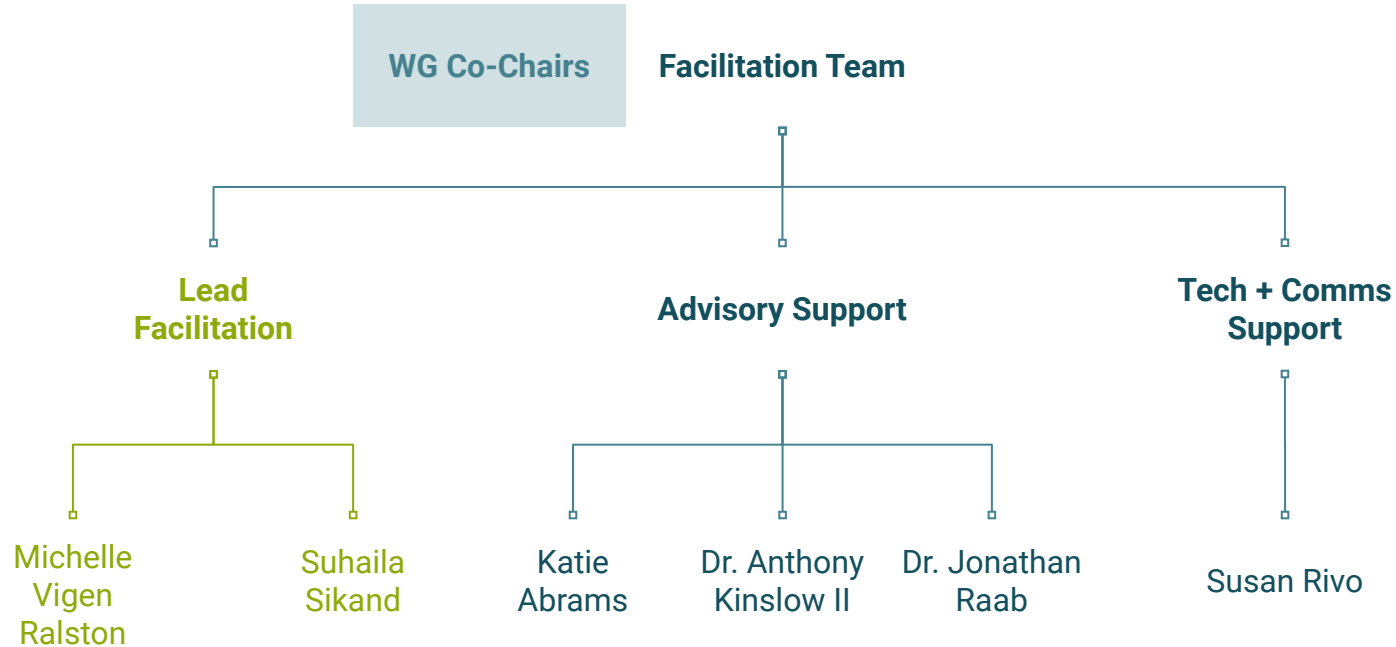 WG Co-Chairs
Facilitation Team
Lead
Facilitation
Advisory Support
Tech + Comms
Support
Michelle
Vigen
Ralston
Suhaila
Sikand
Katie
Abrams
Dr. Anthony
Kinslow II
Dr. Jonathan
Raab
Susan Rivo